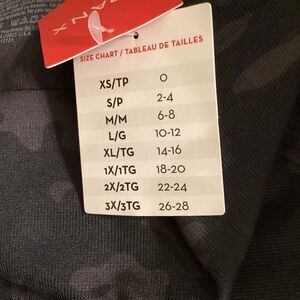 SPANX
SIZE CHART / TABLEAU DE TAILLES
XS/TP 0
S/P 2-4
M/M 6-8
L/G 10-12
XL/TG 14-16
1X/1TG 18-20
2X/2TG 22-24
3X/3TG 26-28